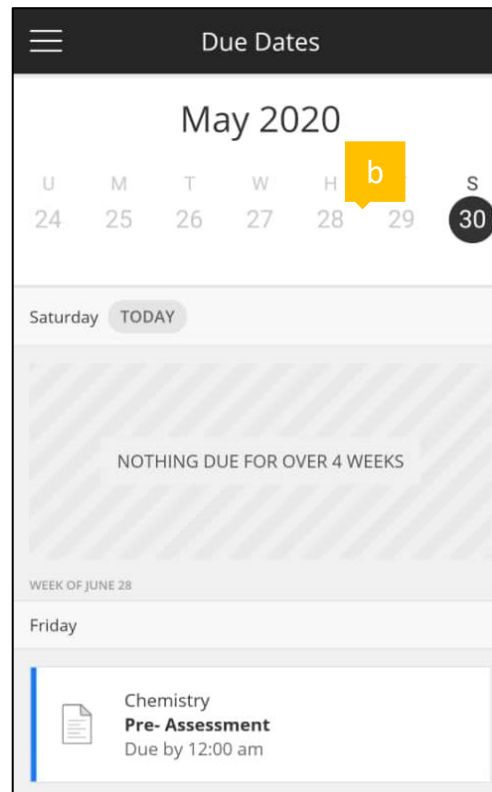 Due Dates
May 2020
U M T W H S
24 25 26 27 28 29 30
b
Saturday TODAY
NOTHING DUE FOR OVER 4 WEEKS
WEEK OF JUNE 28
Friday
Chemistry
Pre- Assessment
Due by 12:00 am